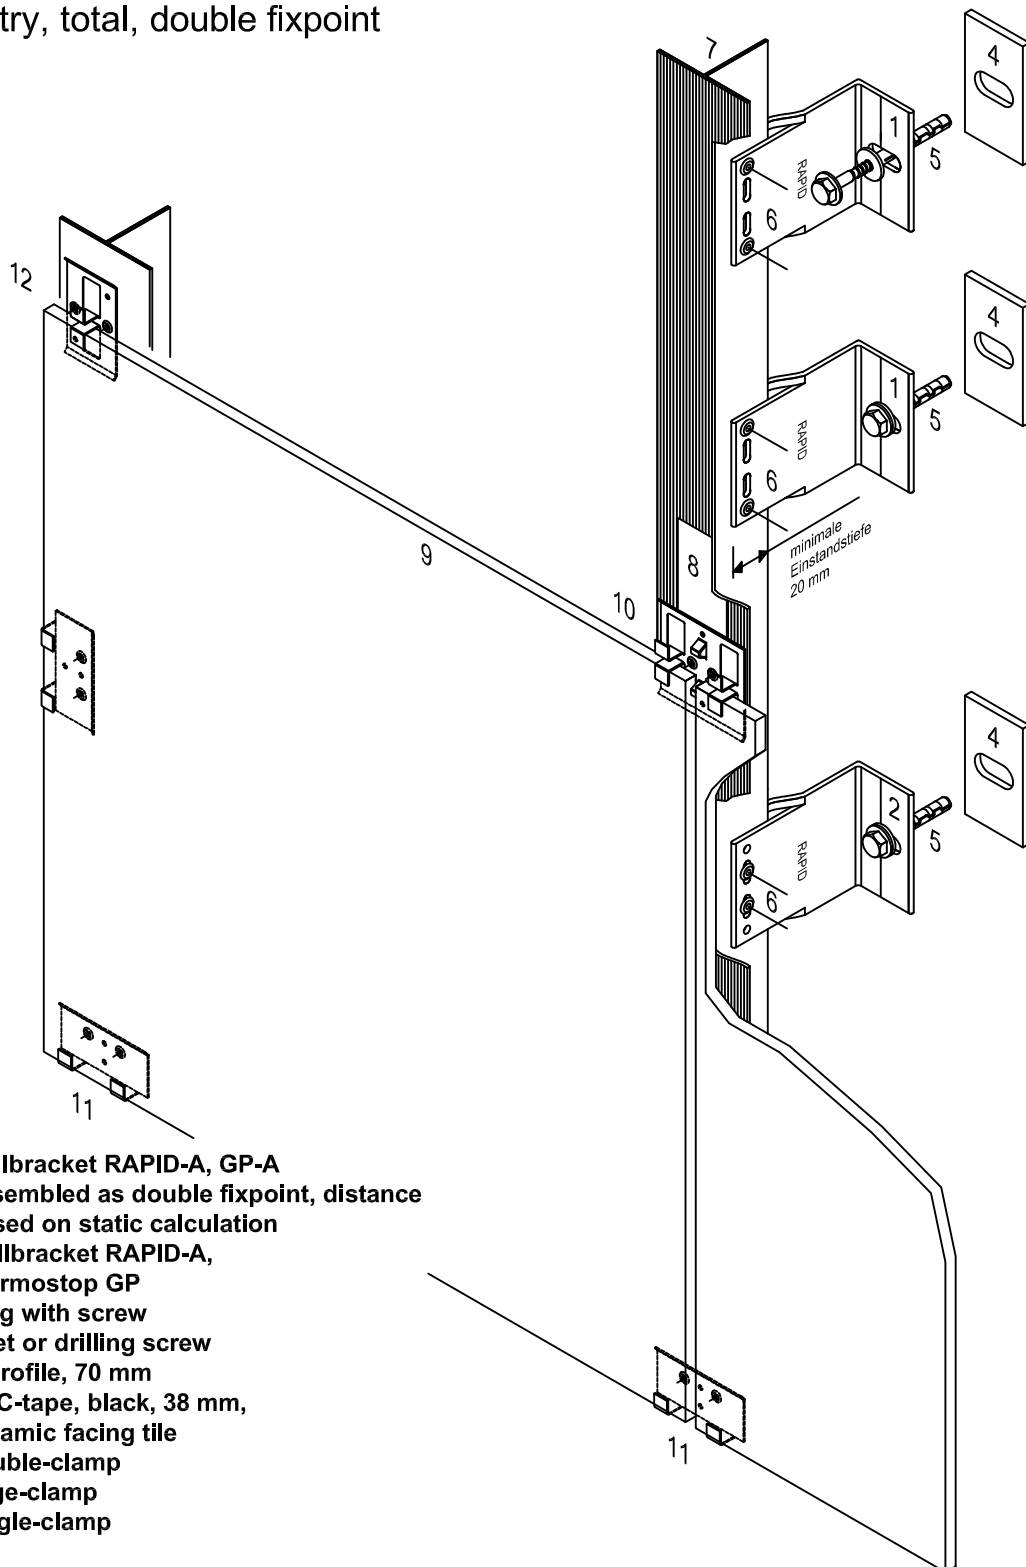 try, total, double fixpoint
7
4
1
5
RAPID
6
12
4
1
5
RAPID
6
minimale
Einstandstiefe
20 mm
9
8
10
4
2
5
RAPID
6
11
llbracket RAPID-A, GP-A
sembled as double fixpoint, distance
sed on static calculation
llbracket RAPID-A,
rmostop GP
g with screw
et or drilling screw
rofile, 70 mm
C-tape, black, 38 mm,
amic facing tile
uble-clamp
ge-clamp
gle-clamp
11